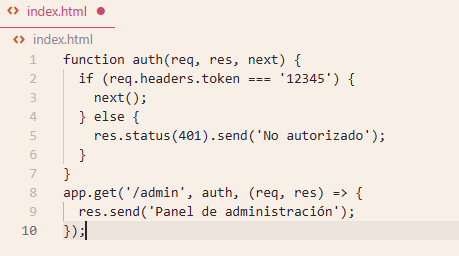 index.html
index.html
1 function auth(req, res, next) {
2   if (req.headers.token === '12345') {
3     next();
4   } else {
5     res.status(401).send('No autorizado');
6   }
7 }
8 app.get('/admin', auth, (req, res) => {
9   res.send('Panel de administración');
10 });